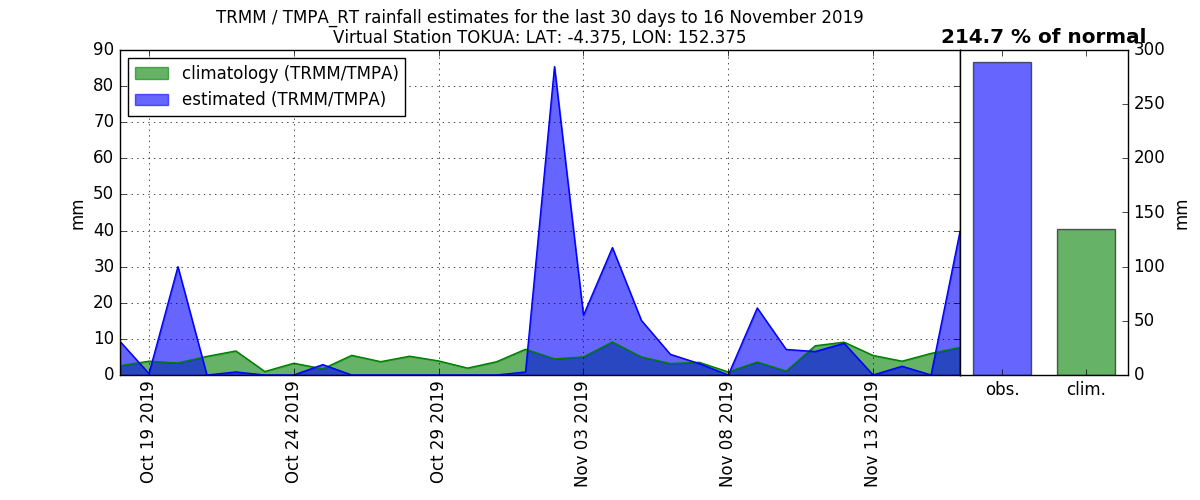 TRMM / TMPA_RT rainfall estimates for the last 30 days to 16 November 2019
Virtual Station TOKUA: LAT: -4.375, LON: 152.375
214.7 % of normal
climatology (TRMM/TMPA)
estimated (TRMM/TMPA)
mm
90
80
70
60
50
40
30
20
10
0
Oct 19 2019
Oct 24 2019
Oct 29 2019
Nov 03 2019
Nov 08 2019
Nov 13 2019
300
250
200
150
100
50
0
mm
obs.
clim.